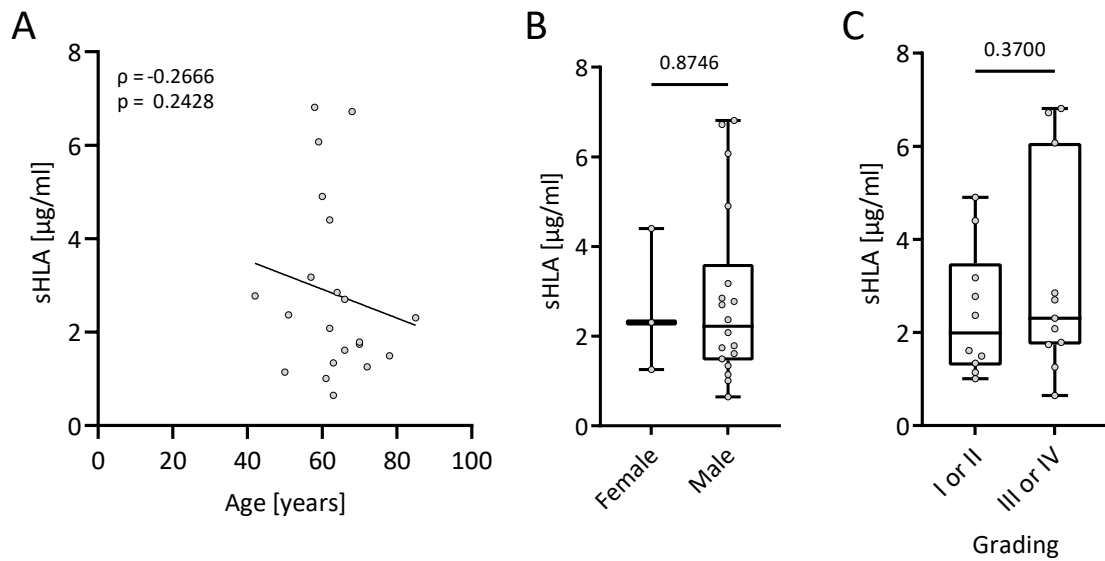 A
ρ = -0.2666
p = 0.2428
sHLA [µg/ml]
8
6
4
2
0
0 20 40 60 80 100
Age [years]
B
0.8746
sHLA [µg/ml]
8
6
4
2
0
Female Male
C
0.3700
sHLA [µg/ml]
8
6
4
2
0
I or II III or IV
Grading